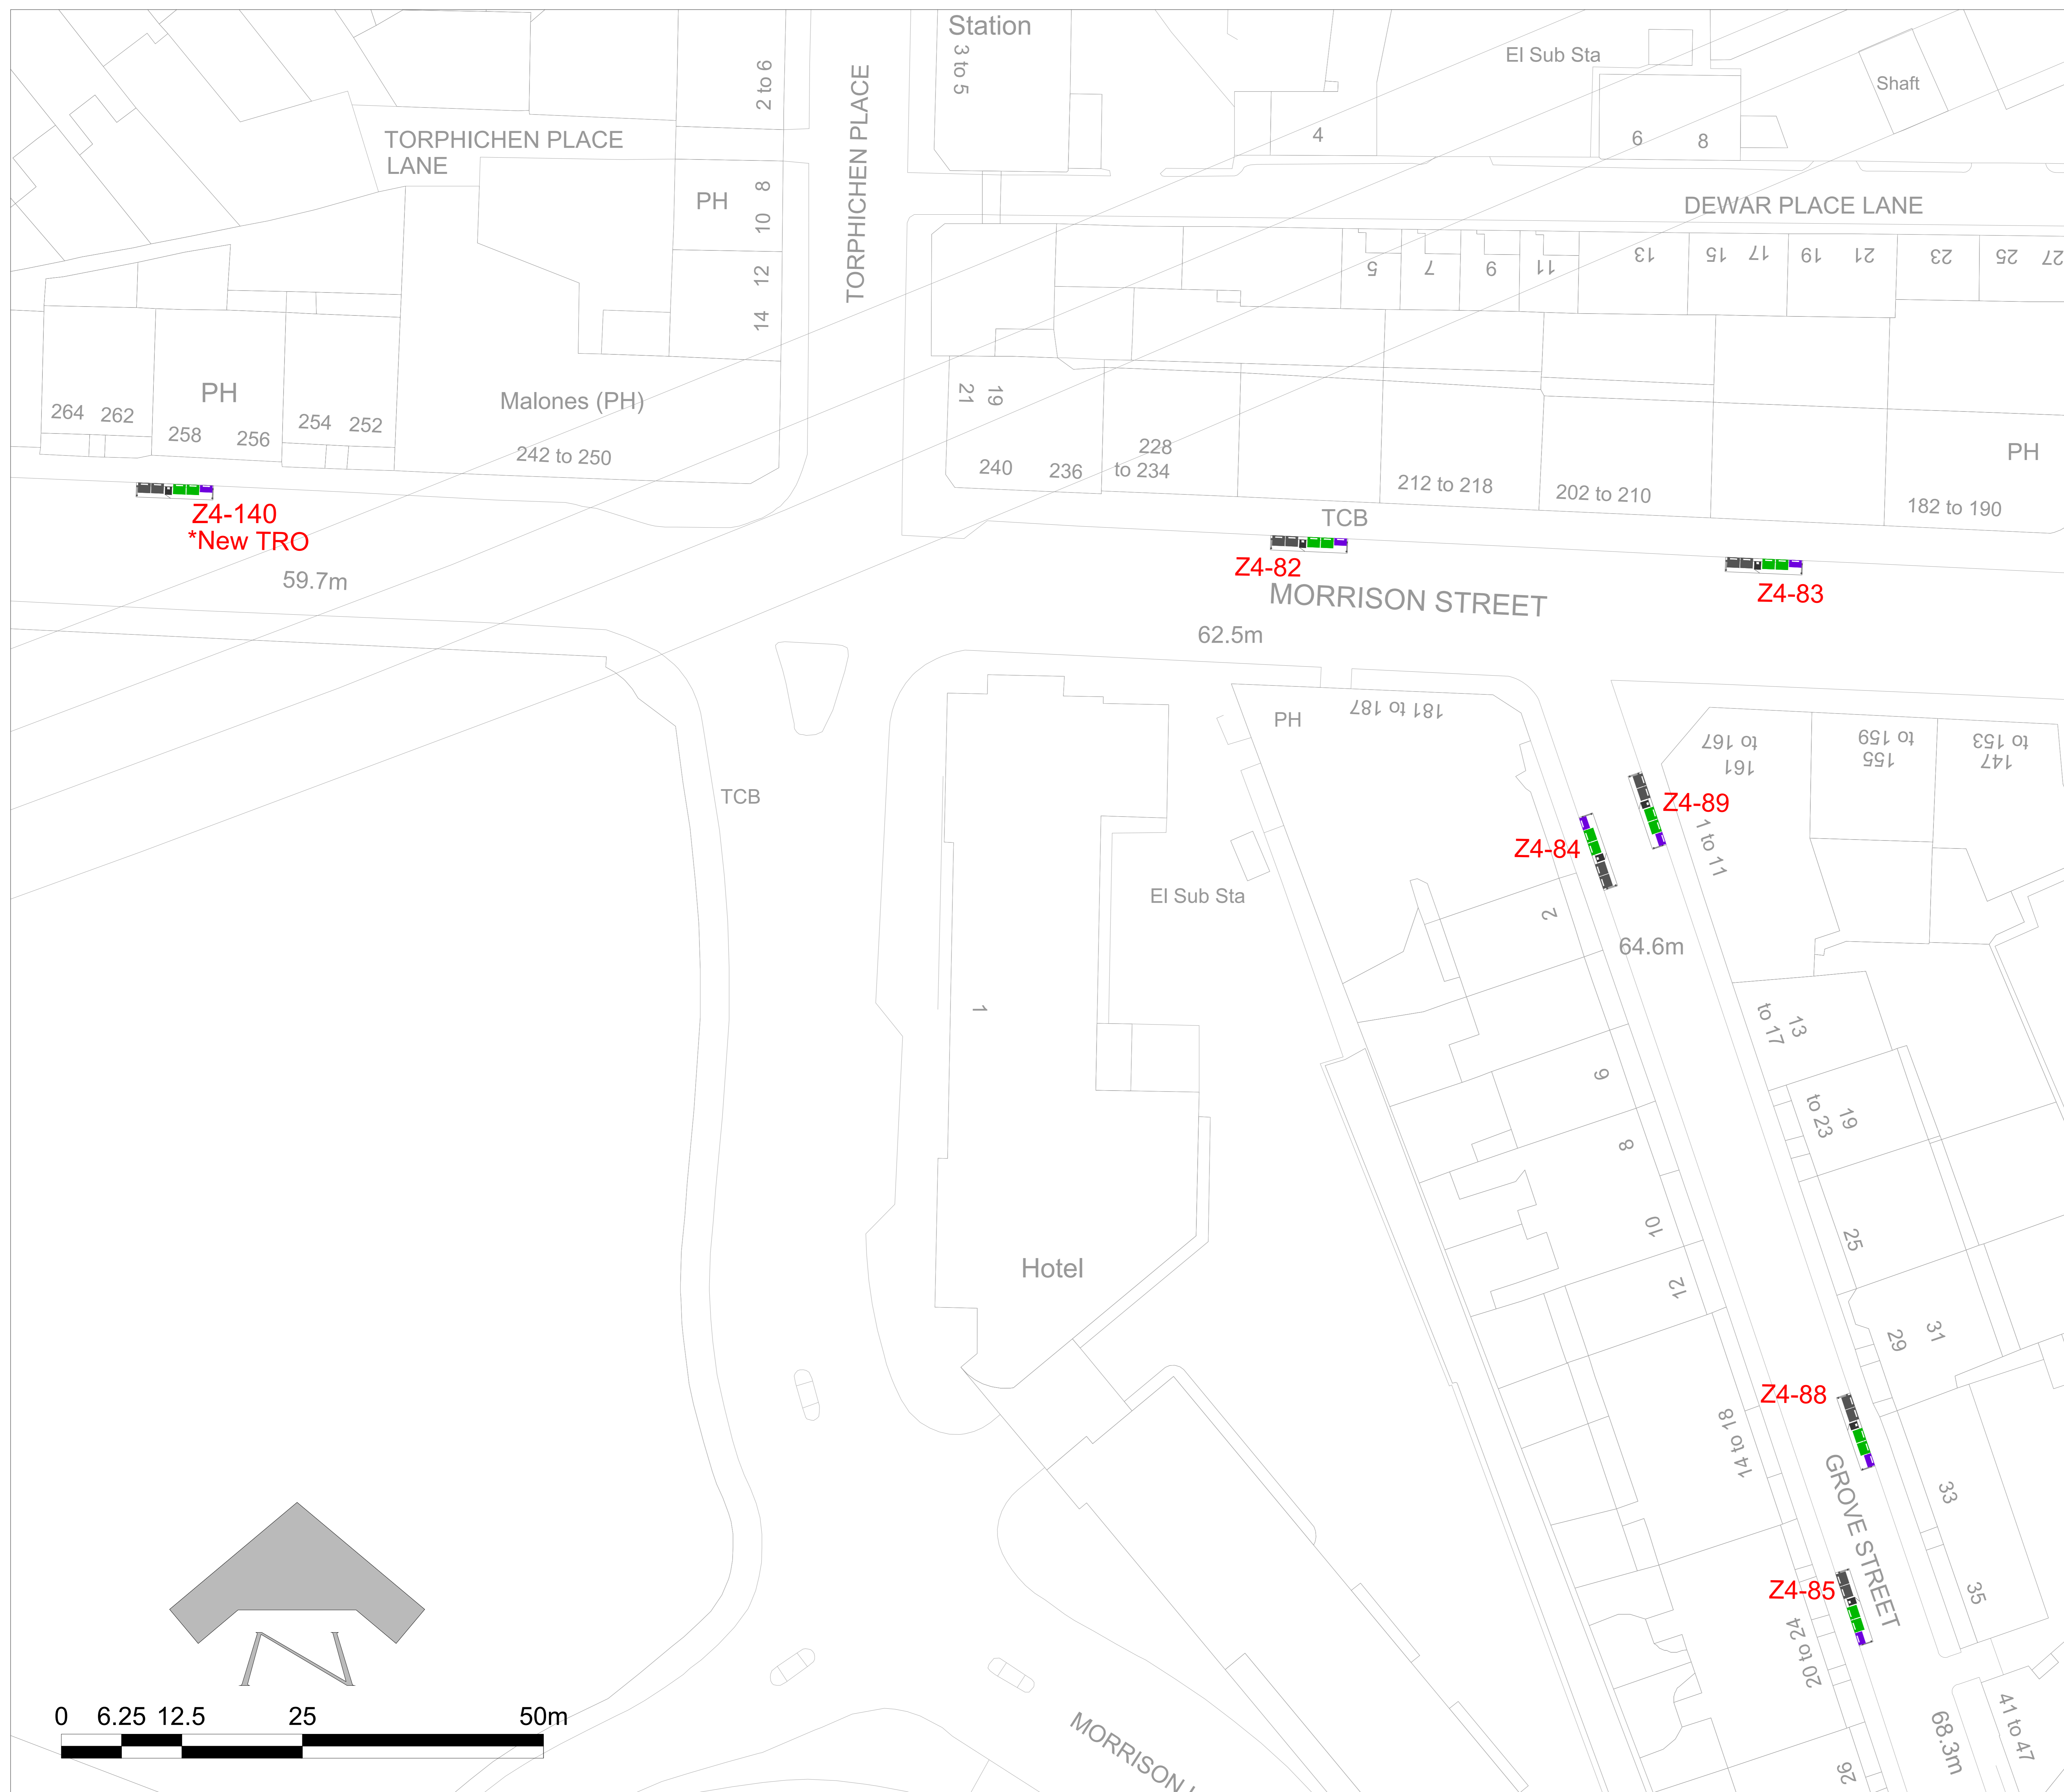 Station
3 to 5
El Sub Sta
Shaft
2 to 6
TORPHICHEN PLACE
LANE
TORPHICHEN PLACE
4
6
8
PH
8
10
12
14
DEWAR PLACE LANE
5
7
9
11
13
15
17
19
21
23
25
27
264
262
PH
258
256
254
252
Malones (PH)
242 to 250
21
19
240
236
228
to 234
212 to 218
202 to 210
PH
182 to 190
TCB
Z4-140
*New TRO
59.7m
Z4-82
Z4-83
MORRISON STREET
62.5m
PH
181 to 187
161
to 167
155
to 159
147
to 153
TCB
Z4-89
Z4-84
1 to 11
El Sub Sta
2
64.6m
1
13
to 17
6
19
to 23
8
10
25
Hotel
12
31
29
Z4-88
14 to 18
GROVE STREET
33
Z4-85
35
20 to 24
41 to 47
68.3m
26
MORRISON
0 6.25 12.5 25 50m
N